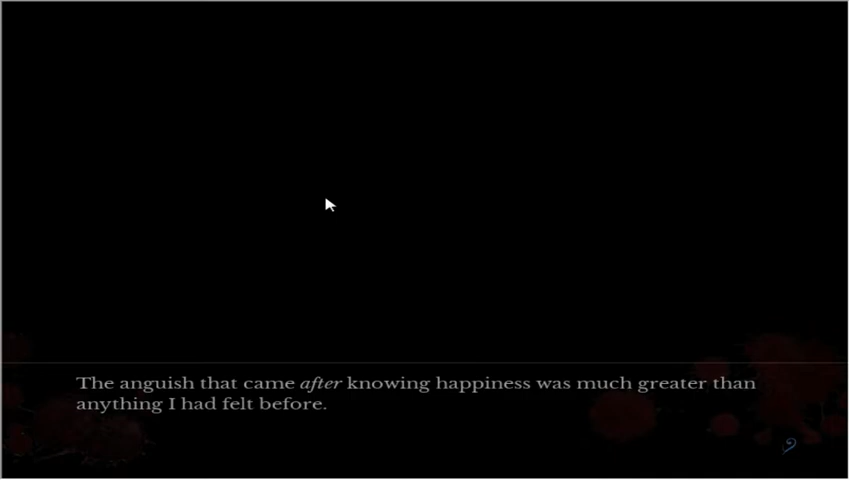 The anguish that came after knowing happiness was much greater than
anything I had felt before.